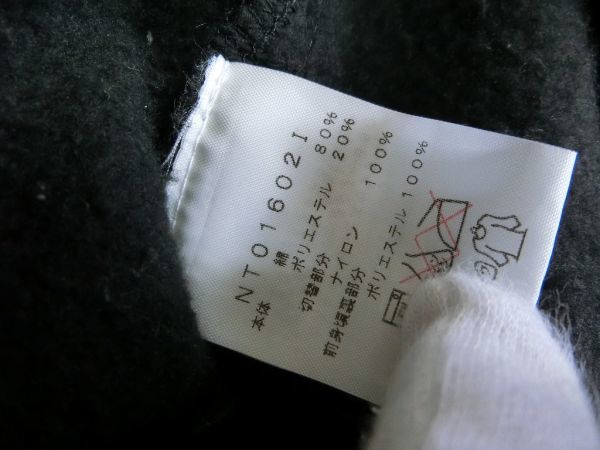 NT01602I
本体
綿 80%
ポリエステル 20%
切替部分
ナイロン 100%
前身頃裏部分
ポリエステル 100%